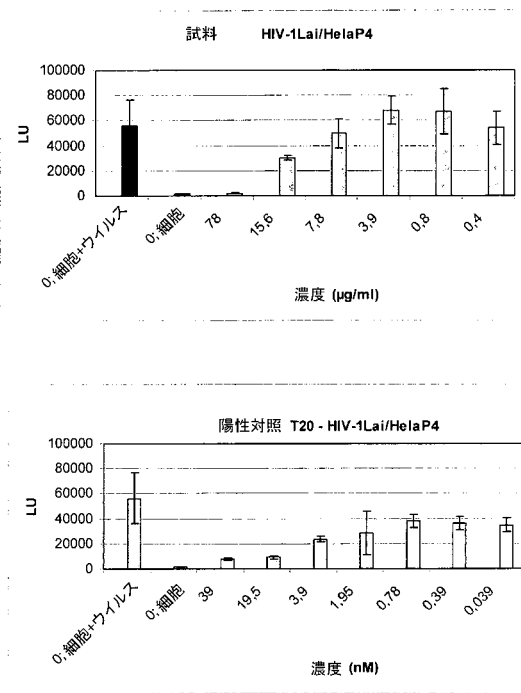 試料 HIV-1Lai/HelaP4
100000
80000
60000
40000
20000
0
LU
0; 細胞+ウイルス
0; 細胞
78
15,6
7,8
3,9
0,8
0,4
濃度 (µg/ml)
陽性対照 T20 - HIV-1Lai/HelaP4
100000
80000
60000
40000
20000
0
LU
0; 細胞+ウイルス
0; 細胞
39
19,5
3,9
1,95
0,78
0,39
0,039
濃度 (nM)